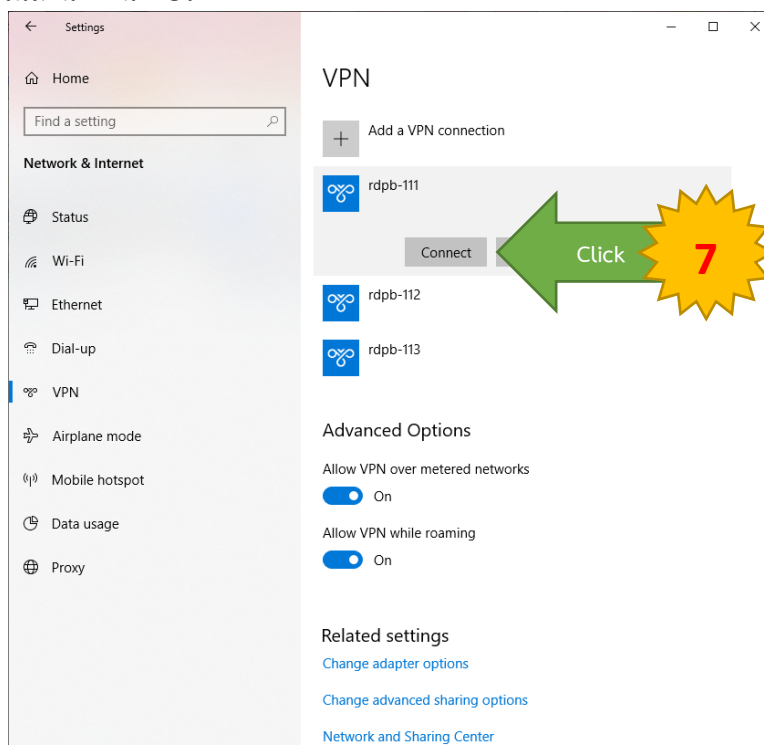 Settings
Home
VPN
Find a setting
Add a VPN connection
Network & Internet
rdpb-111
Status
Connect
Click
7
Wi-Fi
Ethernet
rdpb-112
Dial-up
rdpb-113
VPN
Airplane mode
Advanced Options
Mobile hotspot
Allow VPN over metered networks
On
Data usage
Allow VPN while roaming
On
Proxy
Related settings
Change adapter options
Change advanced sharing options
Network and Sharing Center